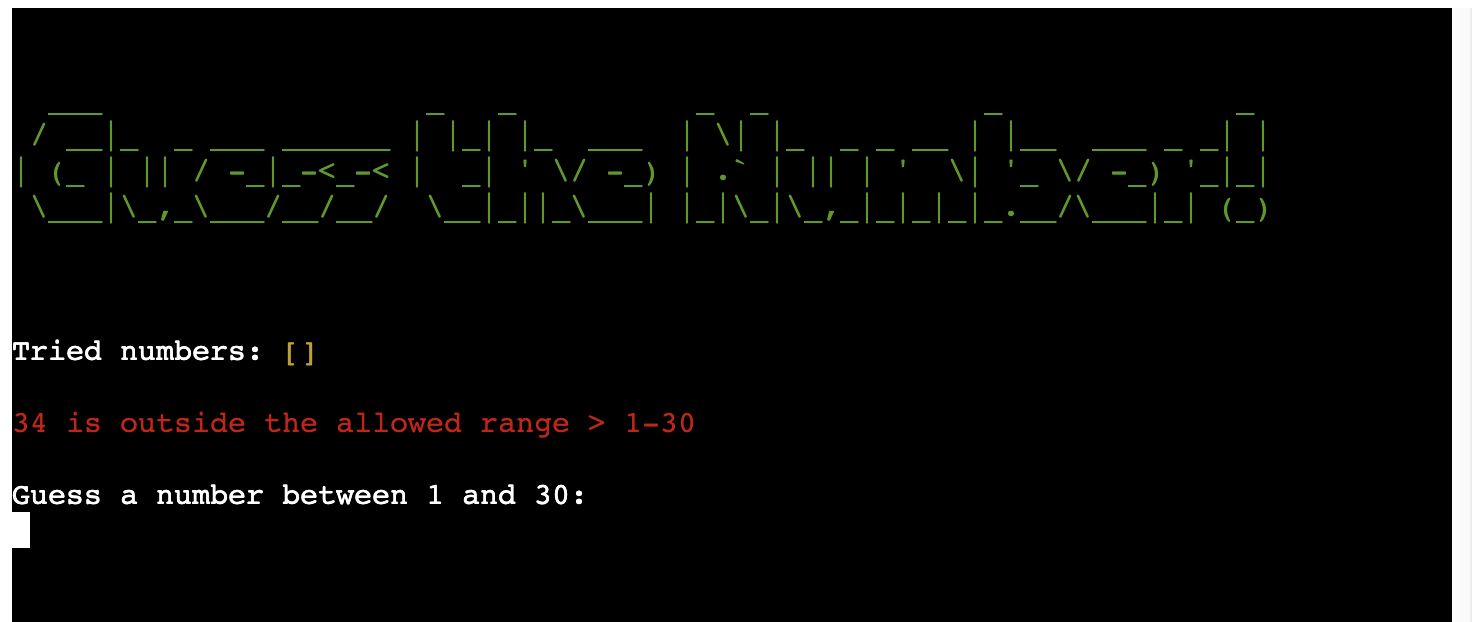 Guess the Number!
Tried numbers: []
34 is outside the allowed range > 1-30
Guess a number between 1 and 30: